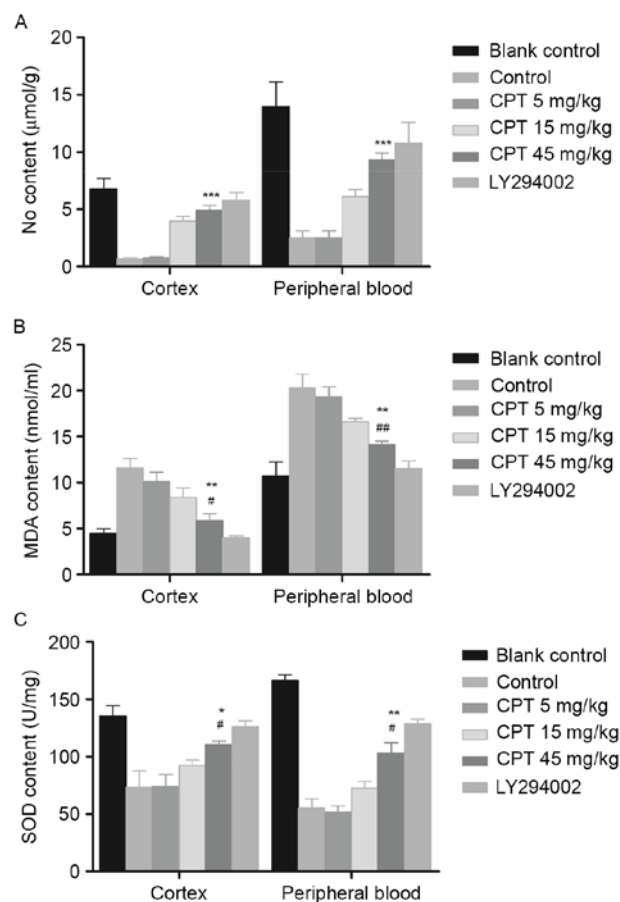 A
No content (μmol/g)
20
15
10
5
0
Cortex
Peripheral blood
***
***
Blank control
Control
CPT 5 mg/kg
CPT 15 mg/kg
CPT 45 mg/kg
LY294002
B
MDA content (nmol/ml)
25
20
15
10
5
0
Cortex
Peripheral blood
**
#
**
##
Blank control
Control
CPT 5 mg/kg
CPT 15 mg/kg
CPT 45 mg/kg
LY294002
C
SOD content (U/mg)
200
150
100
50
0
Cortex
Peripheral blood
*
#
**
#
Blank control
Control
CPT 5 mg/kg
CPT 15 mg/kg
CPT 45 mg/kg
LY294002